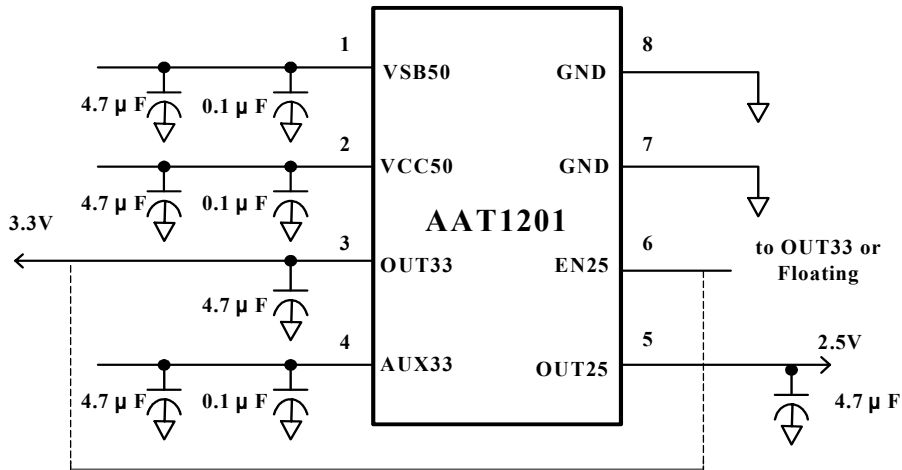 1
8
VSB50
GND
4.7 µ F
0.1 µ F
2
7
VCC50
GND
4.7 µ F
0.1 µ F
AAT1201
3.3V
3
6
OUT33
EN25
to OUT33 or
Floating
4.7 µ F
4
5
2.5V
AUX33
OUT25
4.7 µ F
0.1 µ F
4.7 µ F